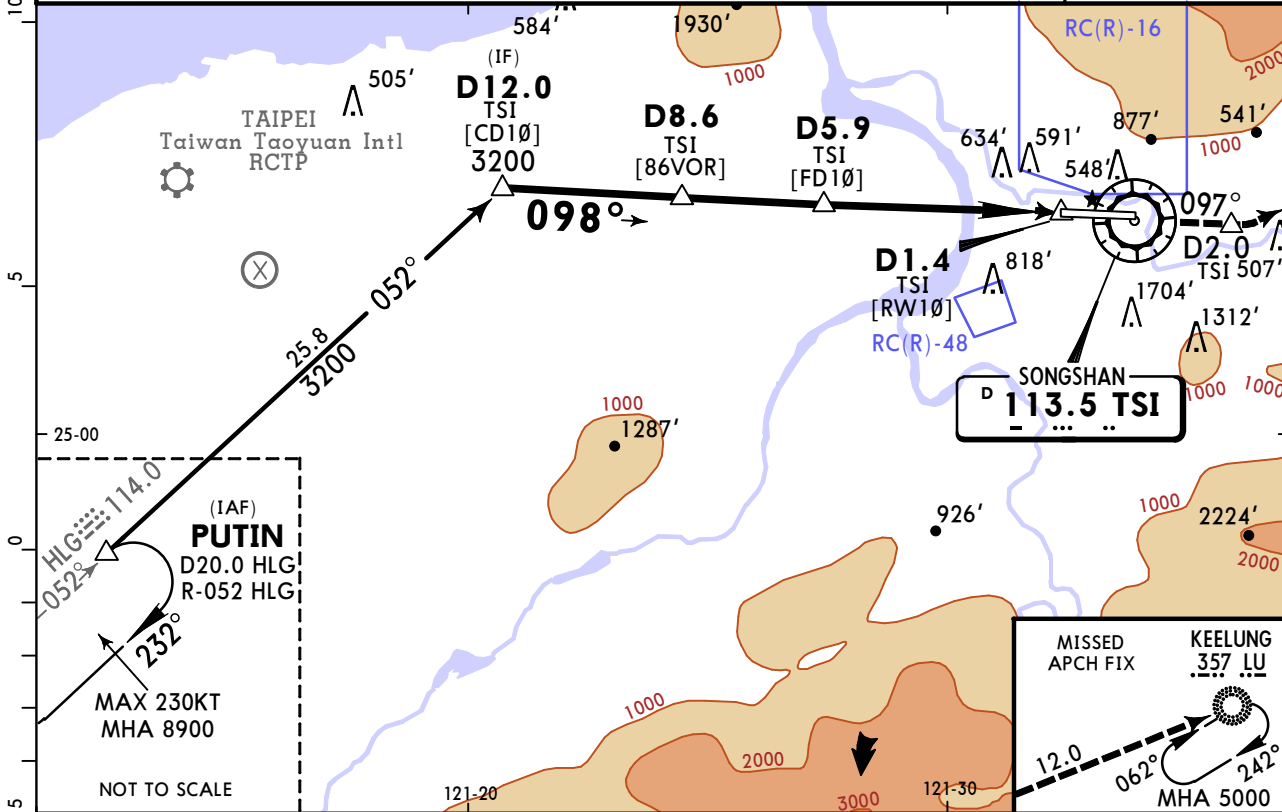 10
584'
1930'
1000
RC(R)-16
2000
505'
(IF)
D12.0
TSI
[CD1Ø]
3200
TAIPEI
Taiwan Taoyuan Intl
RCTP
D8.6
TSI
[86VOR]
D5.9
TSI
[FD1Ø]
634'
591'
548'
877'
541'
1000
098°
097°
D2.0
TSI
507'
D1.4
TSI
[RW1Ø]
818'
RC(R)-48
1704'
1312'
1000
1000
5
052°
25.8
3200
SONGSHAN
D 113.5 TSI
25-00
1000
1287'
HLG 114.0
052°
(IAF)
PUTIN
D20.0 HLG
R-052 HLG
0
926'
1000
2224'
2000
232°
MAX 230KT
MHA 8900
NOT TO SCALE
1000
2000
3000
MISSED
APCH FIX
KEELUNG
357 LU
12.0
062°
242°
MHA 5000
5
121-20
121-30